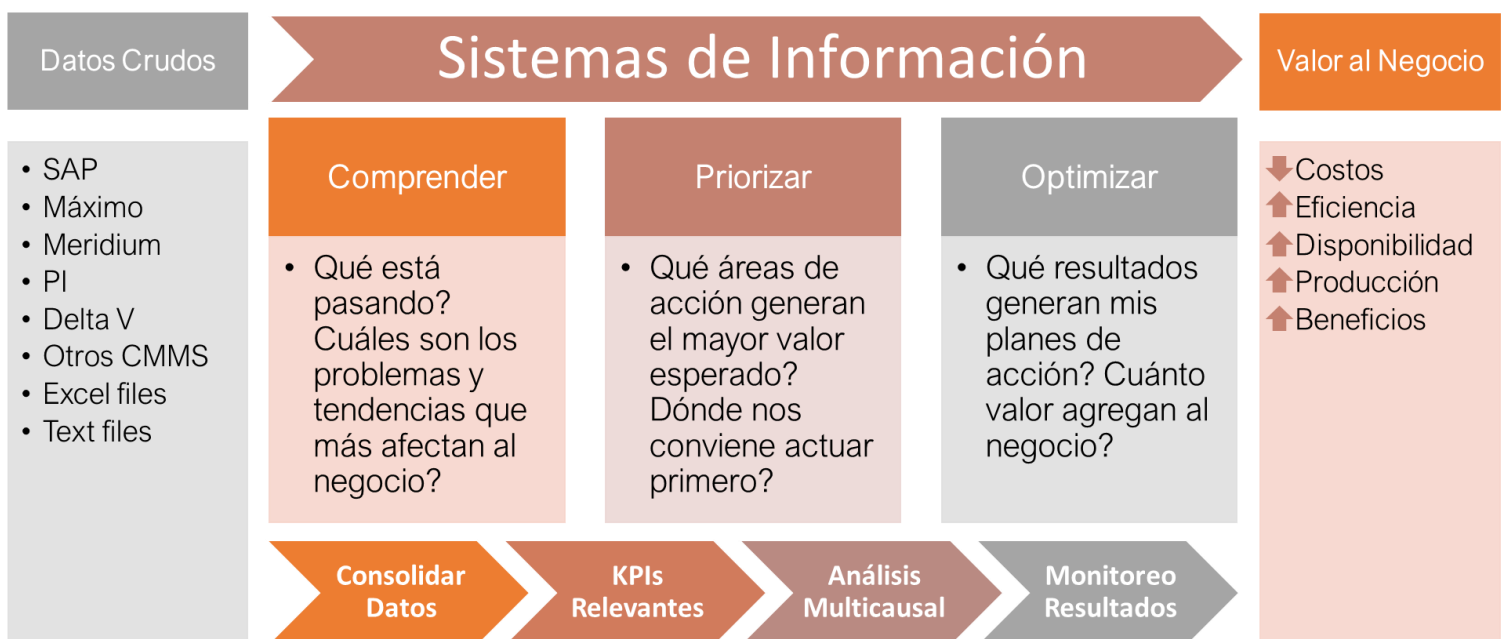 Datos Crudos
Sistemas de Información
Valor al Negocio
• SAP
• Máximo
• Meridium
• PI
• Delta V
• Otros CMMS
• Excel files
• Text files
Comprender
• Qué está
pasando?
Cuáles son los
problemas y
tendencias que
más afectan al
negocio?
Priorizar
• Qué áreas de
acción generan
el mayor valor
esperado?
Dónde nos
conviene actuar
primero?
Optimizar
• Qué resultados
generan mis
planes de
acción? Cuánto
valor agregan al
negocio?
Costos
Eficiencia
Disponibilidad
Producción
Beneficios
Consolidar
Datos
KPIs
Relevantes
Análisis
Multicausal
Monitoreo
Resultados